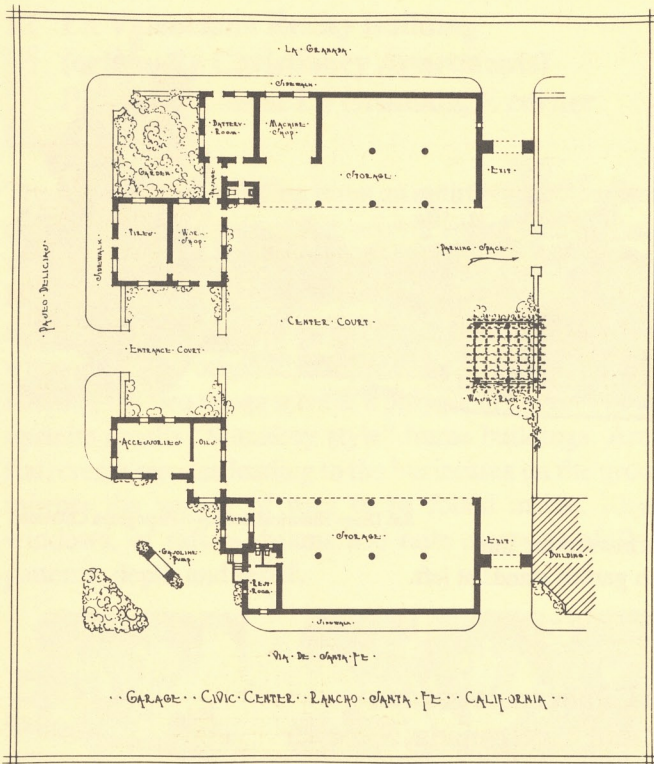 · LA GRANADA ·
· SIDEWALK ·
· BATTERY ·
ROOM ·
· MACHINE ·
SHOP ·
· STORAGE ·
· EXIT ·
· GARDEN ·
PASSAGE
· TIRES ·
· WORK ·
SHOP ·
· SIDEWALK ·
· PASEO · DELICIAS ·
· PARKING · SPACE ·
· CENTER COURT ·
· ENTRANCE COURT ·
· WASH · RACK ·
· ACCESSORIES ·
· OILS ·
· STORAGE ·
· EXIT ·
· BUILDING ·
· GASOLINE ·
PUMP ·
· REST ·
ROOM ·
· SIDEWALK ·
· VIA · DE · SANTA · FE ·
· · GARAGE · · CIVIC · CENTER · · RANCHO · SANTA · FE · · CALIFORNIA · ·